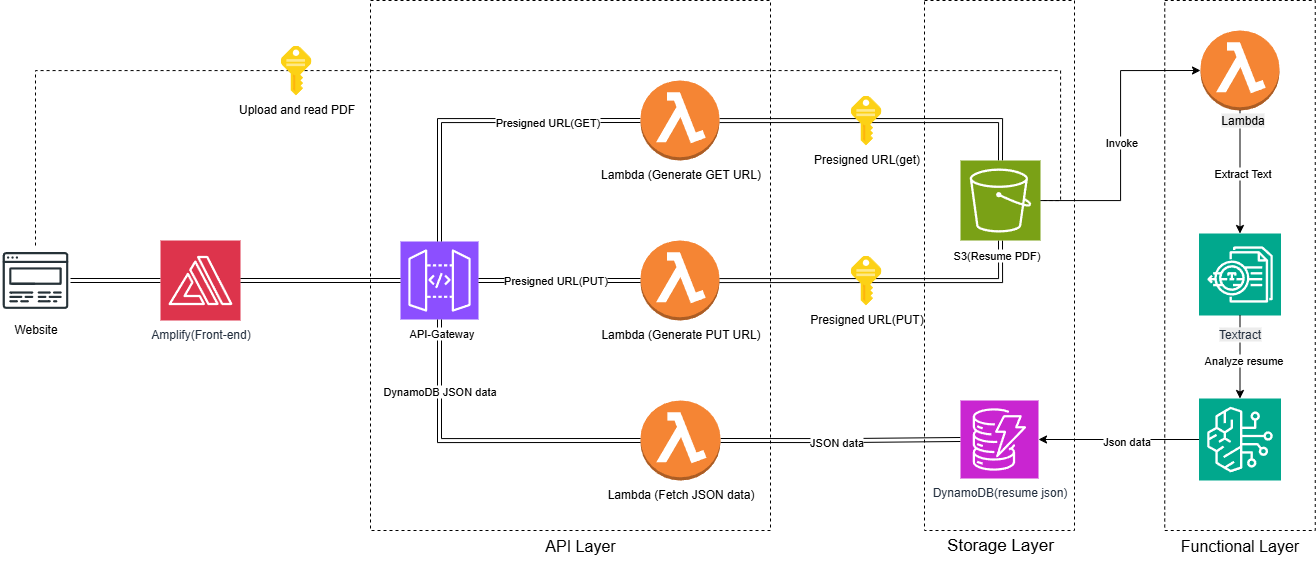 Upload and read PDF
Presigned URL(GET)
Presigned URL(get)
Lambda (Generate GET URL)
Lambda
Invoke
Extract Text
S3(Resume PDF)
Presigned URL(PUT)
Presigned URL(PUT)
Website
Amplify(Front-end)
API-Gateway
Lambda (Generate PUT URL)
Textract
Analyze resume
DynamoDB JSON data
JSON data
Json data
Lambda (Fetch JSON data)
DynamoDB(resume json)
API Layer
Storage Layer
Functional Layer